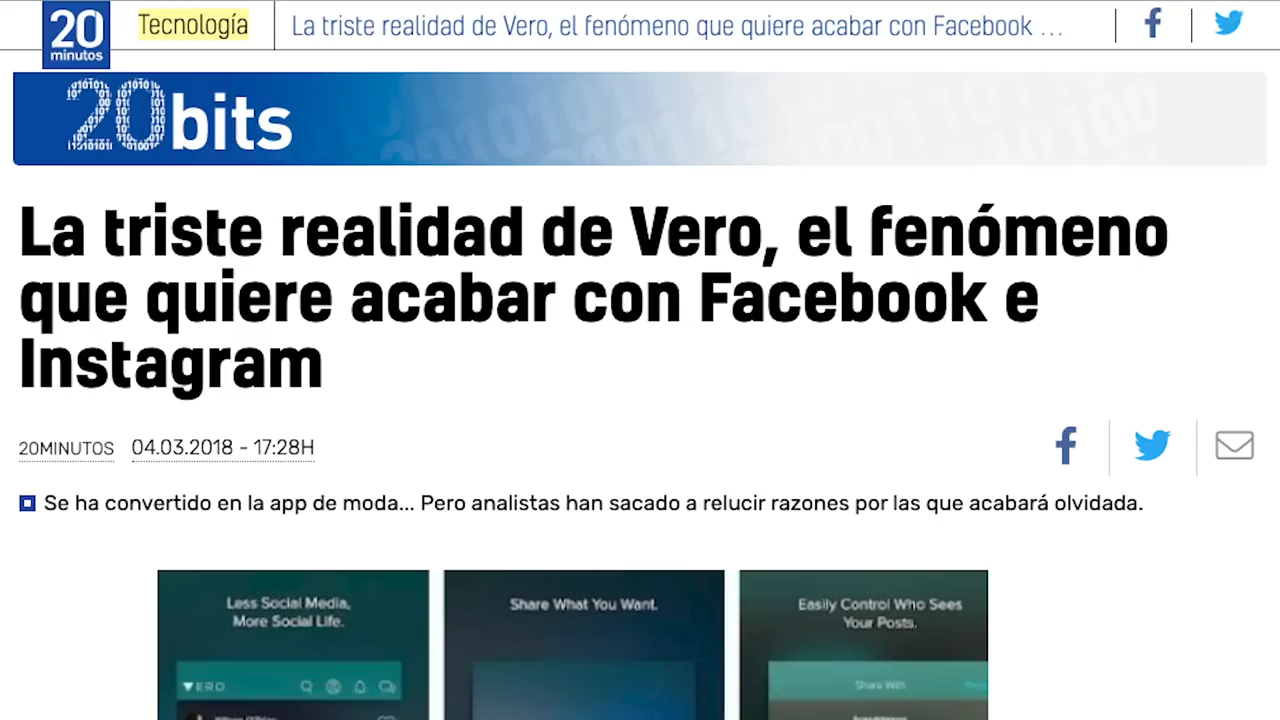 20
minutos
Tecnología
La triste realidad de Vero, el fenómeno que quiere acabar con Facebook ...
20bits
La triste realidad de Vero, el fenómeno
que quiere acabar con Facebook e
Instagram
20MINUTOS 04.03.2018 - 17:28H
Se ha convertido en la app de moda... Pero analistas han sacado a relucir razones por las que acabará olvidada.
Less Social Media,
More Social Life.
Share What You Want.
Easily Control Who Sees
Your Posts.
VERO
Share With